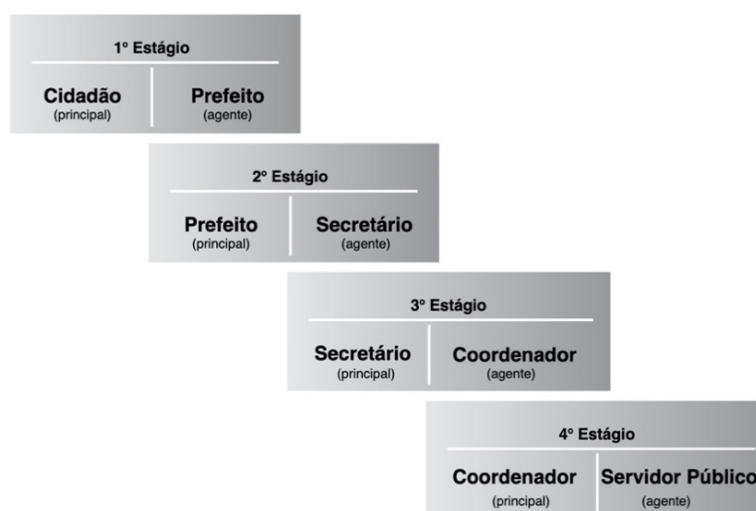 1º Estágio
Cidadão Prefeito
(principal) (agente)
2º Estágio
Prefeito Secretário
(principal) (agente)
3º Estágio
Secretário Coordenador
(principal) (agente)
4º Estágio
Coordenador Servidor Público
(principal) (agente)